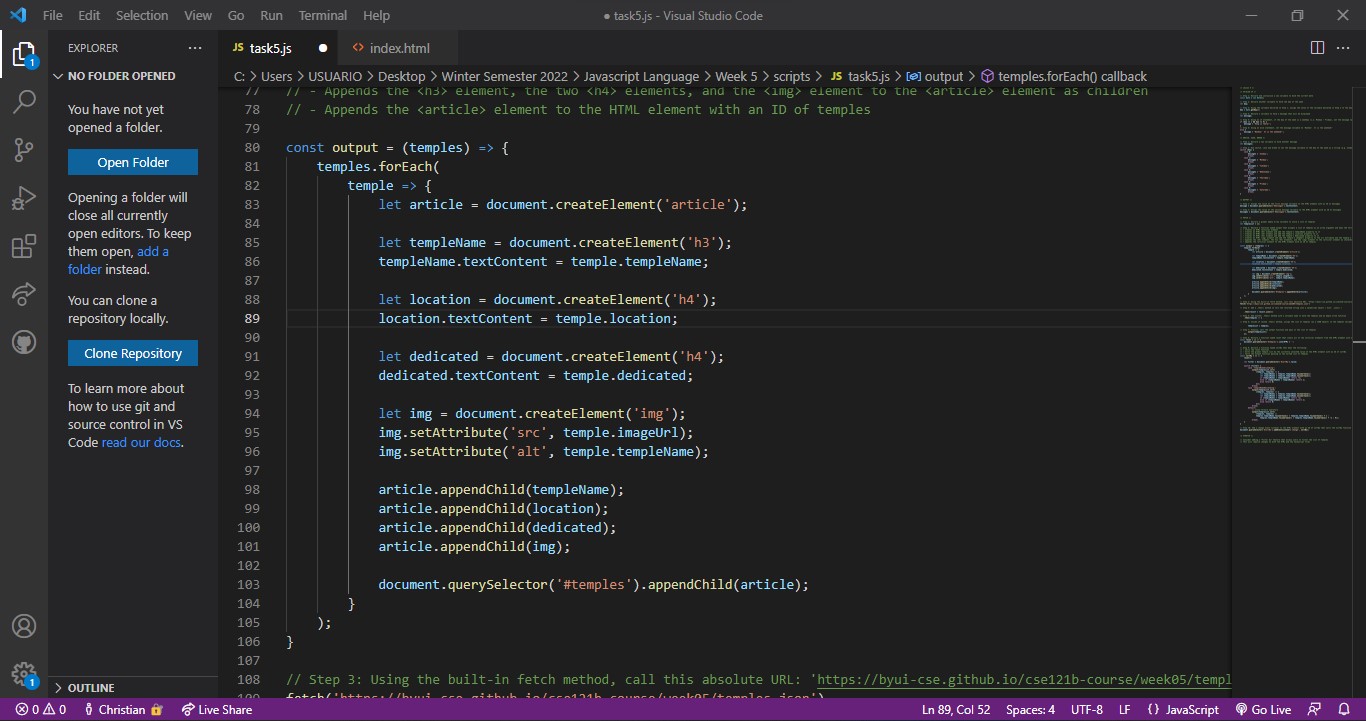 File Edit Selection View Go Run Terminal Help
● task5.js - Visual Studio Code
EXPLORER
JS task5.js
<> index.html
NO FOLDER OPENED
C: > Users > USUARIO > Desktop > Winter Semester 2022 > Javascript Language > Week 5 > scripts > JS task5.js > output > temples.forEach() callback
You have not yet
opened a folder.
Open Folder
Opening a folder will
close all currently
open editors. To keep
them open, add a
folder instead.
You can clone a
repository locally.
Clone Repository
To learn more about
how to use git and
source control in VS
Code read our docs.
OUTLINE
77 // - Appends the <h3> element, the two <h4> elements, and the <img> element to the <article> element as children
78 // - Appends the <article> element to the HTML element with an ID of temples
79
80 const output = (temples) => {
81 temples.forEach(
82 temple => {
83 let article = document.createElement('article');
84
85 let templeName = document.createElement('h3');
86 templeName.textContent = temple.templeName;
87
88 let location = document.createElement('h4');
89 location.textContent = temple.location;
90
91 let dedicated = document.createElement('h4');
92 dedicated.textContent = temple.dedicated;
93
94 let img = document.createElement('img');
95 img.setAttribute('src', temple.imageUrl);
96 img.setAttribute('alt', temple.templeName);
97
98 article.appendChild(templeName);
99 article.appendChild(location);
100 article.appendChild(dedicated);
101 article.appendChild(img);
102
103 document.querySelector('#temples').appendChild(article);
104 }
105 );
106 }
107
108 // Step 3: Using the built-in fetch method, call this absolute URL: 'https://byui-cse.github.io/cse121b-course/week05/templ
109 fetch('https://byui-cse.github.io/cse121b-course/week05/temples.json')
1
1
0 0 Christian Live Share
Ln 89, Col 52 Spaces: 4 UTF-8 LF {} JavaScript Go Live